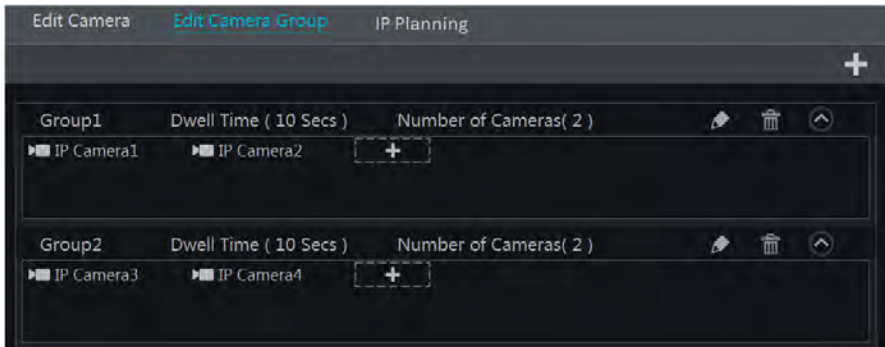 Edit Camera Edit Camera Group IP Planning
Group1 Dwell Time ( 10 Secs ) Number of Cameras( 2 )
IP Camera1 IP Camera2
Group2 Dwell Time ( 10 Secs ) Number of Cameras( 2 )
IP Camera3 IP Camera4